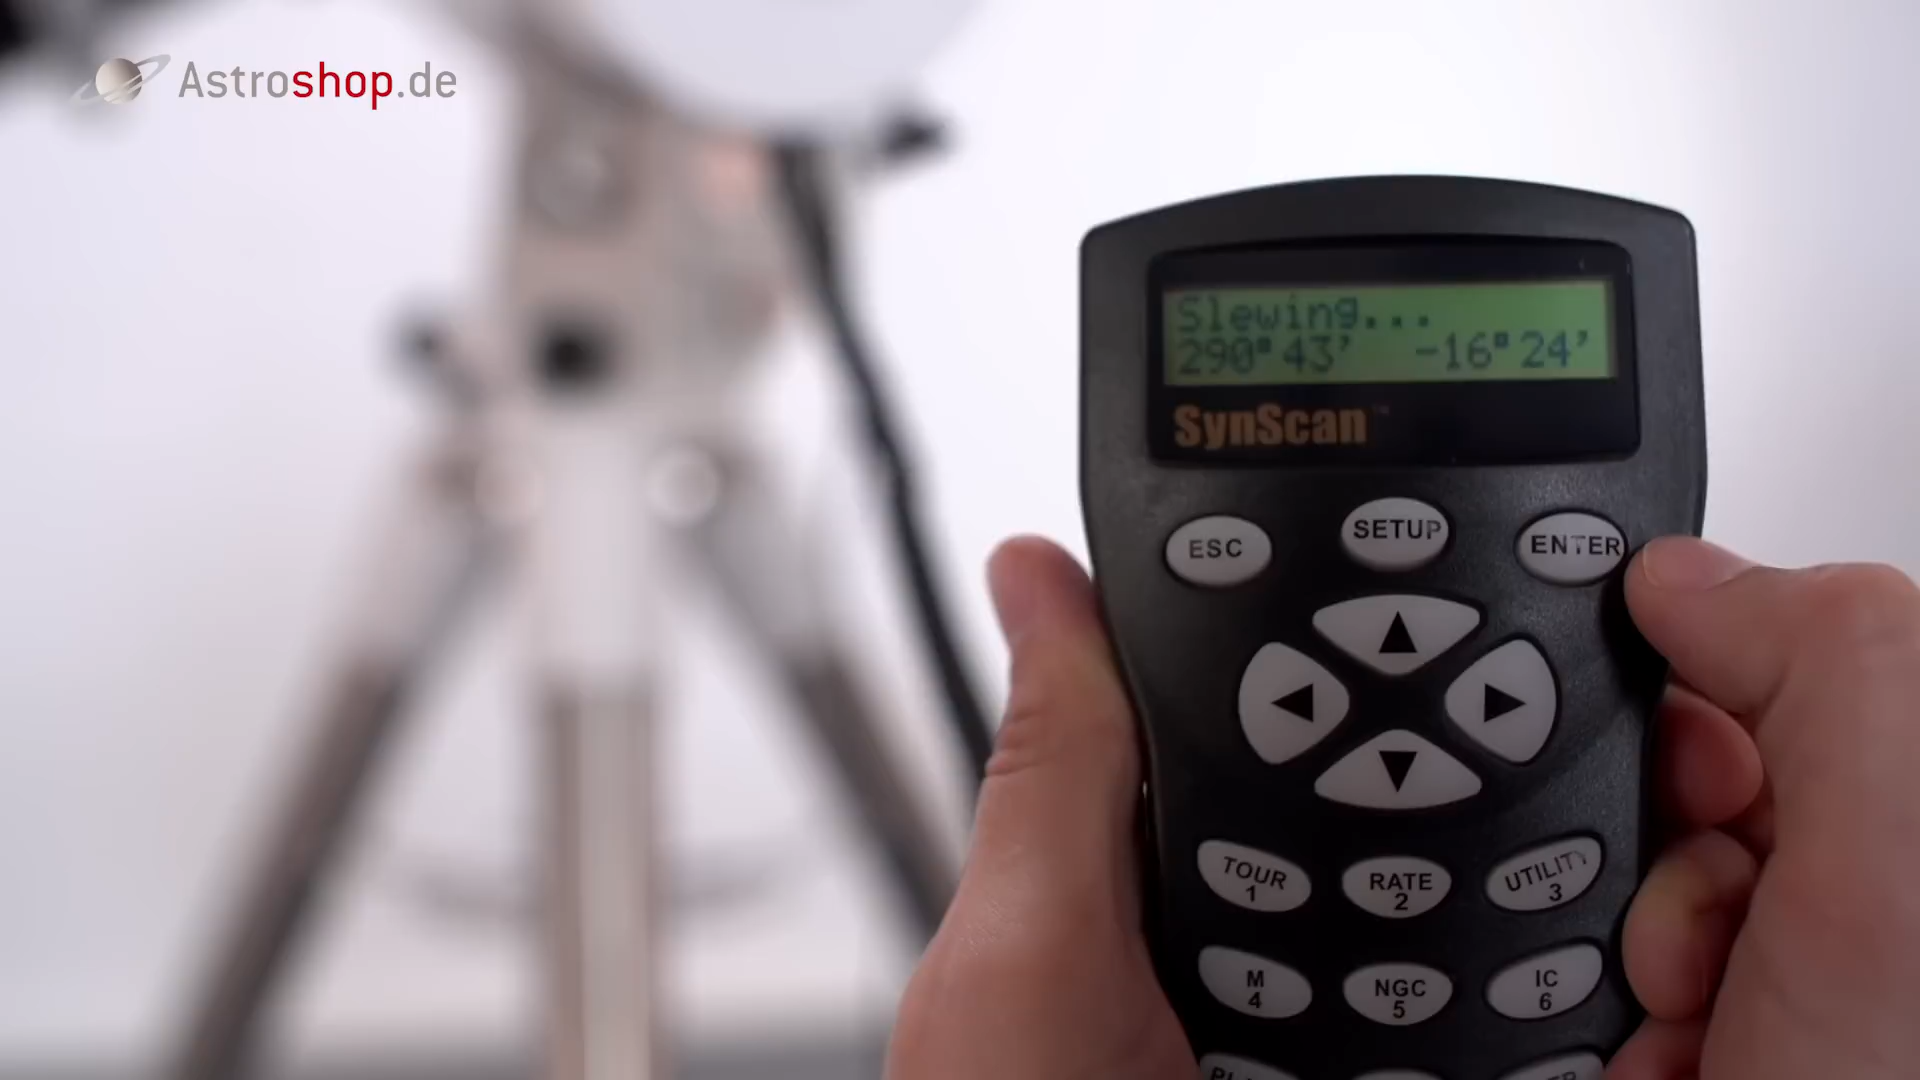 Astroshop.de
Slewing...
290°43' -16°24'
SynScan™
ESC
SETUP
ENTER
TOUR
1
RATE
2
UTILITY
3
M
4
NGC
5
IC
6